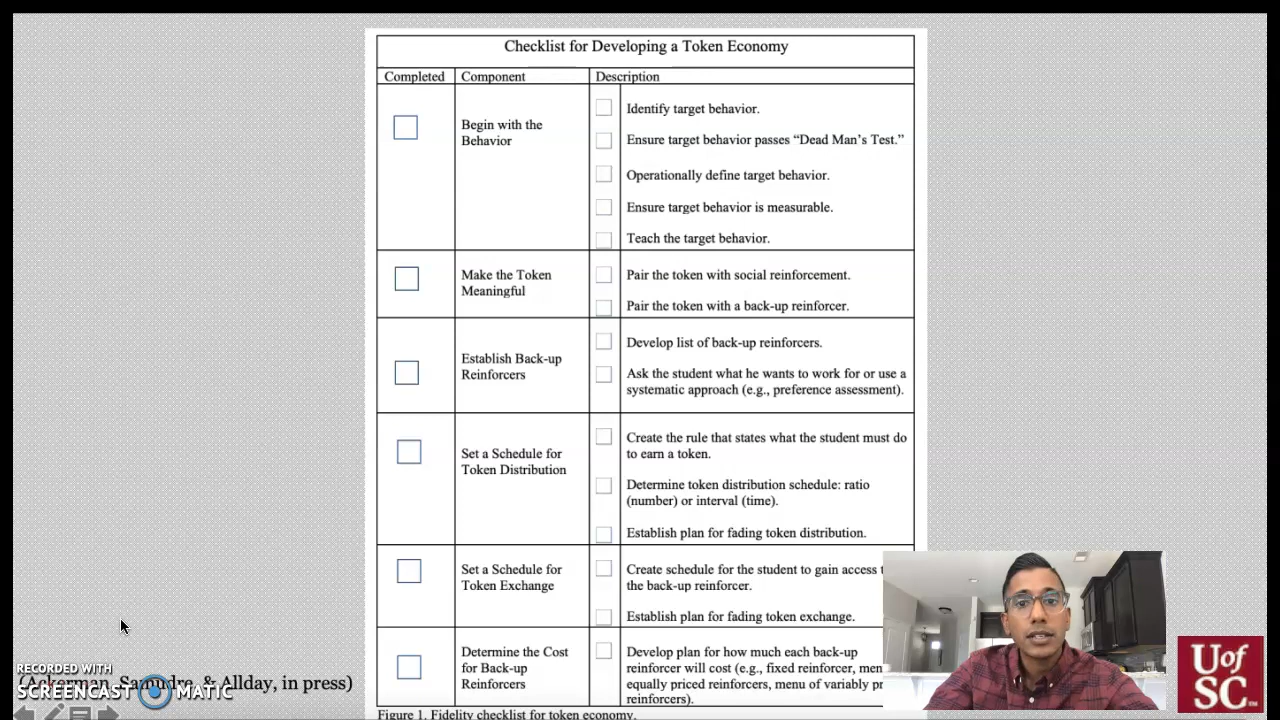 Checklist for Developing a Token Economy
Completed
Component
Description
Begin with the
Behavior
Identify target behavior.
Ensure target behavior passes “Dead Man’s Test.”
Operationally define target behavior.
Ensure target behavior is measurable.
Teach the target behavior.
Make the Token
Meaningful
Pair the token with social reinforcement.
Pair the token with a back-up reinforcer.
Establish Back-up
Reinforcers
Develop list of back-up reinforcers.
Ask the student what he wants to work for or use a
systematic approach (e.g., preference assessment).
Set a Schedule for
Token Distribution
Create the rule that states what the student must do
to earn a token.
Determine token distribution schedule: ratio
(number) or interval (time).
Establish plan for fading token distribution.
Set a Schedule for
Token Exchange
Create schedule for the student to gain access
the back-up reinforcer.
Establish plan for fading token exchange.
Determine the Cost
for Back-up
Reinforcers
Develop plan for how much each back-up
reinforcer will cost (e.g., fixed reinforcer,
equally priced reinforcers, menu of variably
reinforcers).
Figure 1. Fidelity checklist for token economy.
RECORDED WITH
SCREENCAST MATIC
& Allday, in press)
U of
SC